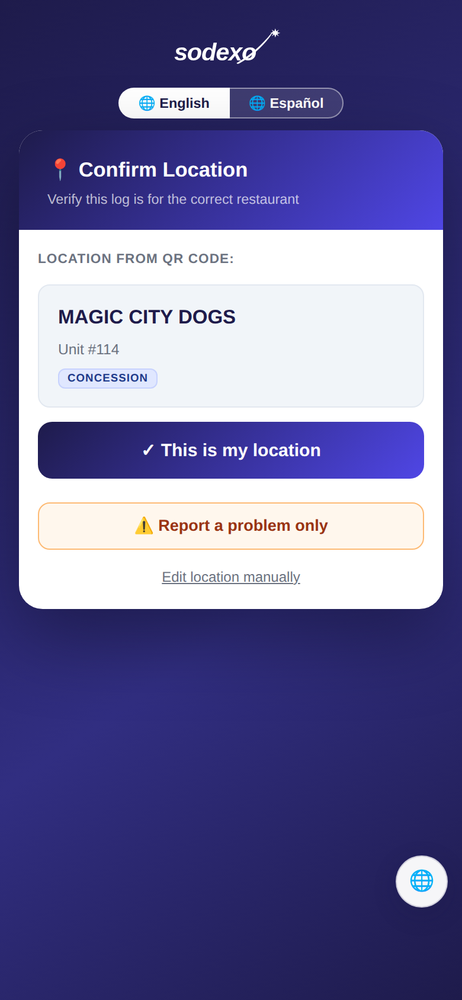 sodexo
🌐 English
🌐 Español
📍 Confirm Location
Verify this log is for the correct restaurant
LOCATION FROM QR CODE:
MAGIC CITY DOGS
Unit #114
CONCESSION
✓ This is my location
⚠️ Report a problem only
Edit location manually
🌐